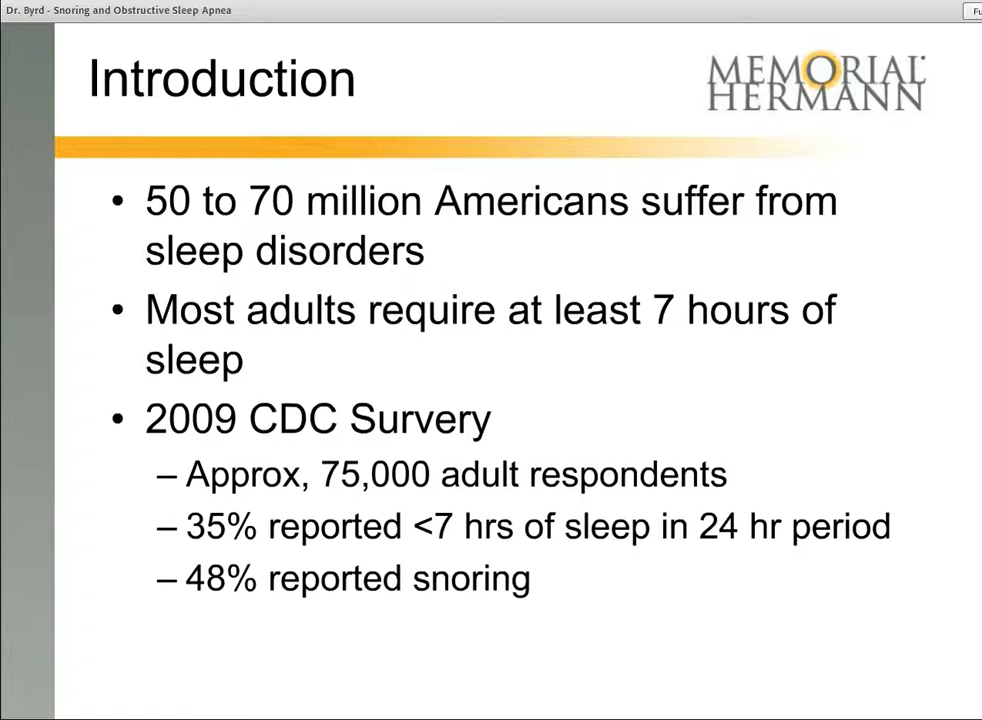 Dr. Byrd - Snoring and Obstructive Sleep Apnea
Fu
Introduction
MEMORIAL
HERMANN
• 50 to 70 million Americans suffer from
sleep disorders
• Most adults require at least 7 hours of
sleep
• 2009 CDC Survery
– Approx, 75,000 adult respondents
– 35% reported <7 hrs of sleep in 24 hr period
– 48% reported snoring